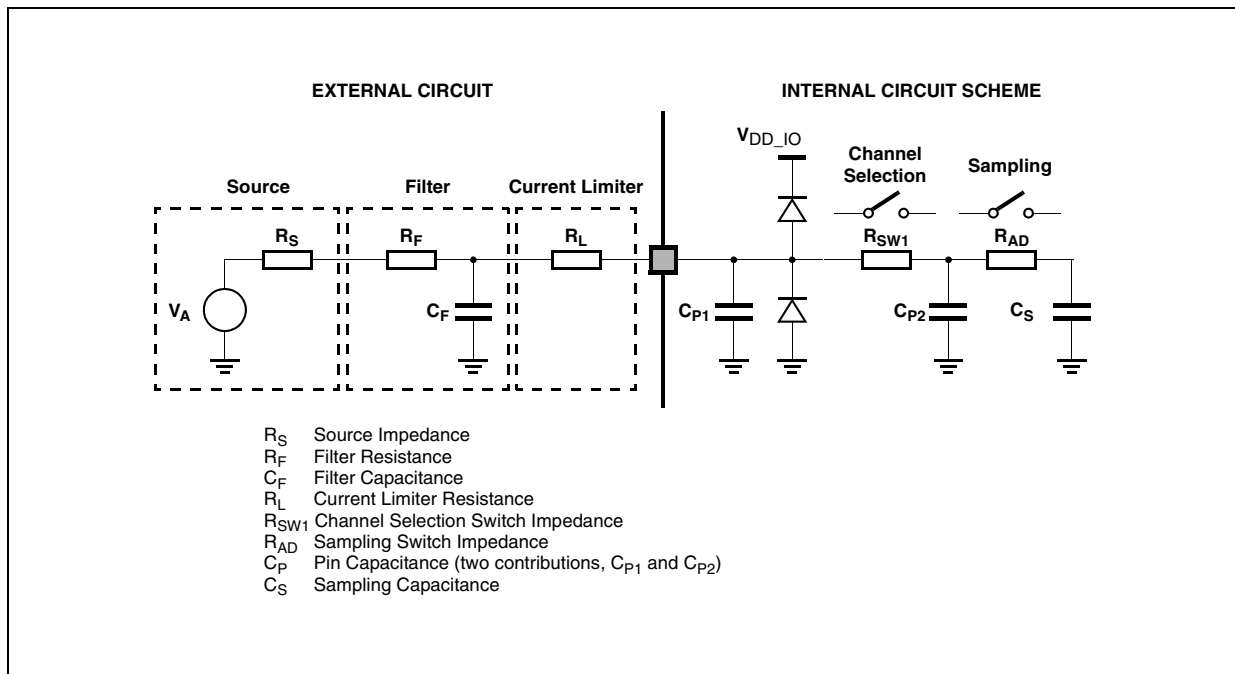 EXTERNAL CIRCUIT
INTERNAL CIRCUIT SCHEME
VDD_IO
Channel
Selection
Sampling
Source
Filter
Current Limiter
RS
RF
RL
RSW1
RAD
VA
CF
CP1
CP2
CS
RS Source Impedance
RF Filter Resistance
CF Filter Capacitance
RL Current Limiter Resistance
RSW1 Channel Selection Switch Impedance
RAD Sampling Switch Impedance
CP Pin Capacitance (two contributions, CP1 and CP2)
CS Sampling Capacitance